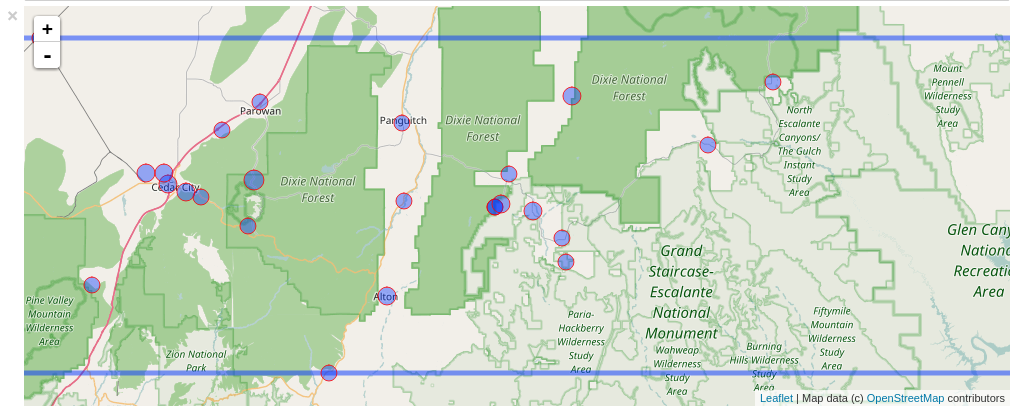 ×
+
-
Parowan
Panguitch
Cedar City
Alton
Dixie National
Forest
Dixie National
Forest
Dixie National
Forest
Mount
Pennell
Wilderness
Study
Area
North
Escalante
Canyons/
The Gulch
Instant
Study
Area
Glen Cany
Nation
Recreatio
Area
Grand
Staircase-
Escalante
National
Monument
Pine Valley
Mountain
Wilderness
Area
Zion National
Park
Paria-
Hackberry
Wilderness
Study
Area
Wahweap
Wilderness
Study
Area
Burning
Hills Wilderness
Study
Area
Fiftymile
Mountain
Wilderness
Study
Area
Leaflet | Map data (c) OpenStreetMap contributors